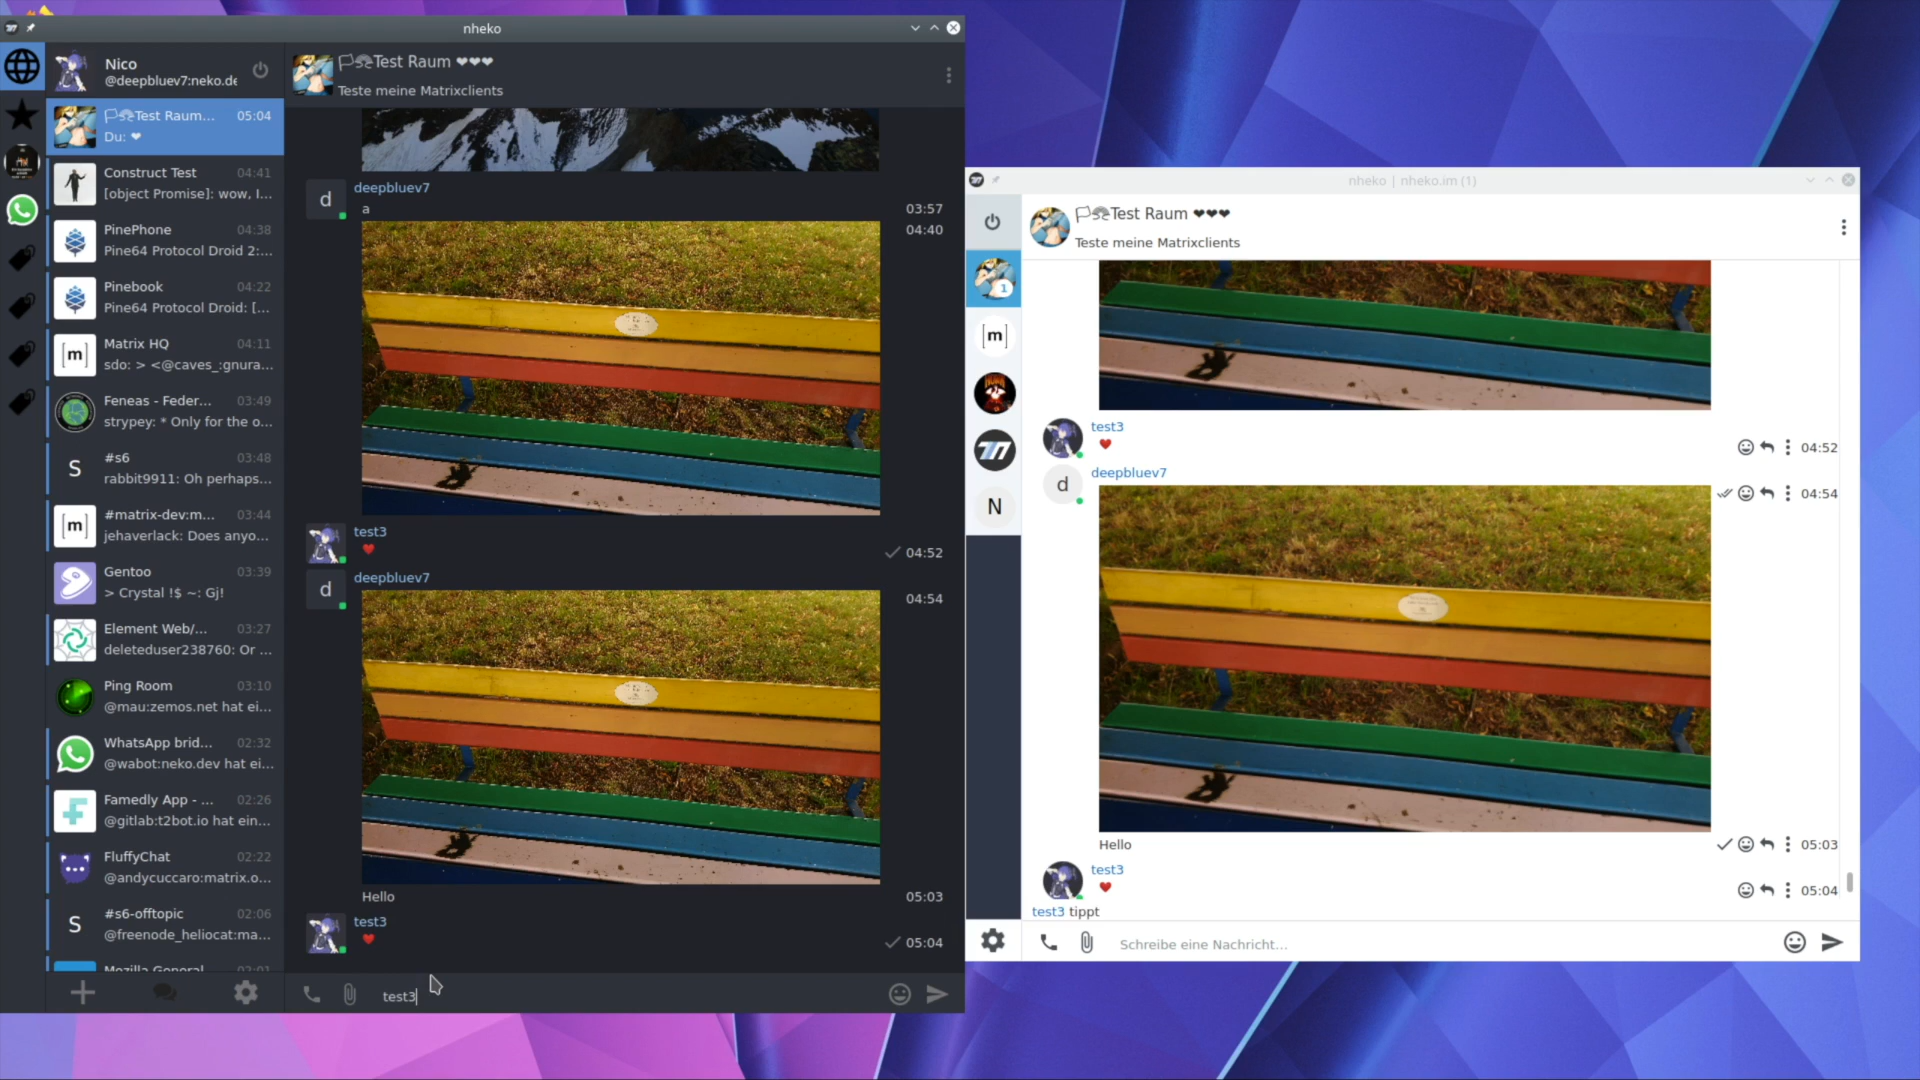 nheko
Nico
@deepbluev7:neko.de
Test Raum... 05:04
Du: ❤
Construct Test 04:41
[object Promise]: wow, I...
PinePhone 04:38
Pine64 Protocol Droid 2:...
Pinebook 04:22
Pine64 Protocol Droid: [...
[m]
Matrix HQ 04:11
sdo: > <@caves_:gnura...
Feneas - Feder... 03:49
strypey: * Only for the o...
S
#s6 03:48
rabbit9911: Oh perhaps...
[m]
#matrix-dev:m... 03:44
jehaverlack: Does anyo...
Gentoo 03:39
> Crystal !$ ~: Gj!
Element Web/... 03:27
deleteduser238760: Or ...
Ping Room 03:10
@mau:zemos.net hat ei...
WhatsApp brid... 02:32
@wabot:neko.dev hat ei...
Famedly App - ... 02:26
@gitlab:t2bot.io hat ein...
FluffyChat 02:22
@andycuccaro:matrix.o...
S
#s6-offtopic 02:06
@freenode_heliocat:ma...
Mozilla General 02:01
Test Raum ❤❤❤
Teste meine Matrixclients
d
deepbluev7
a 03:57
04:40
test3
❤ 04:52
d
deepbluev7
04:54
Hello 05:03
test3
❤ 05:04
test3
nheko | nheko.im (1)
Test Raum ❤❤❤
Teste meine Matrixclients
1
[m]
N
test3
❤ 04:52
d
deepbluev7
04:54
Hello 05:03
test3
❤ 05:04
test3 tippt
Schreibe eine Nachricht...